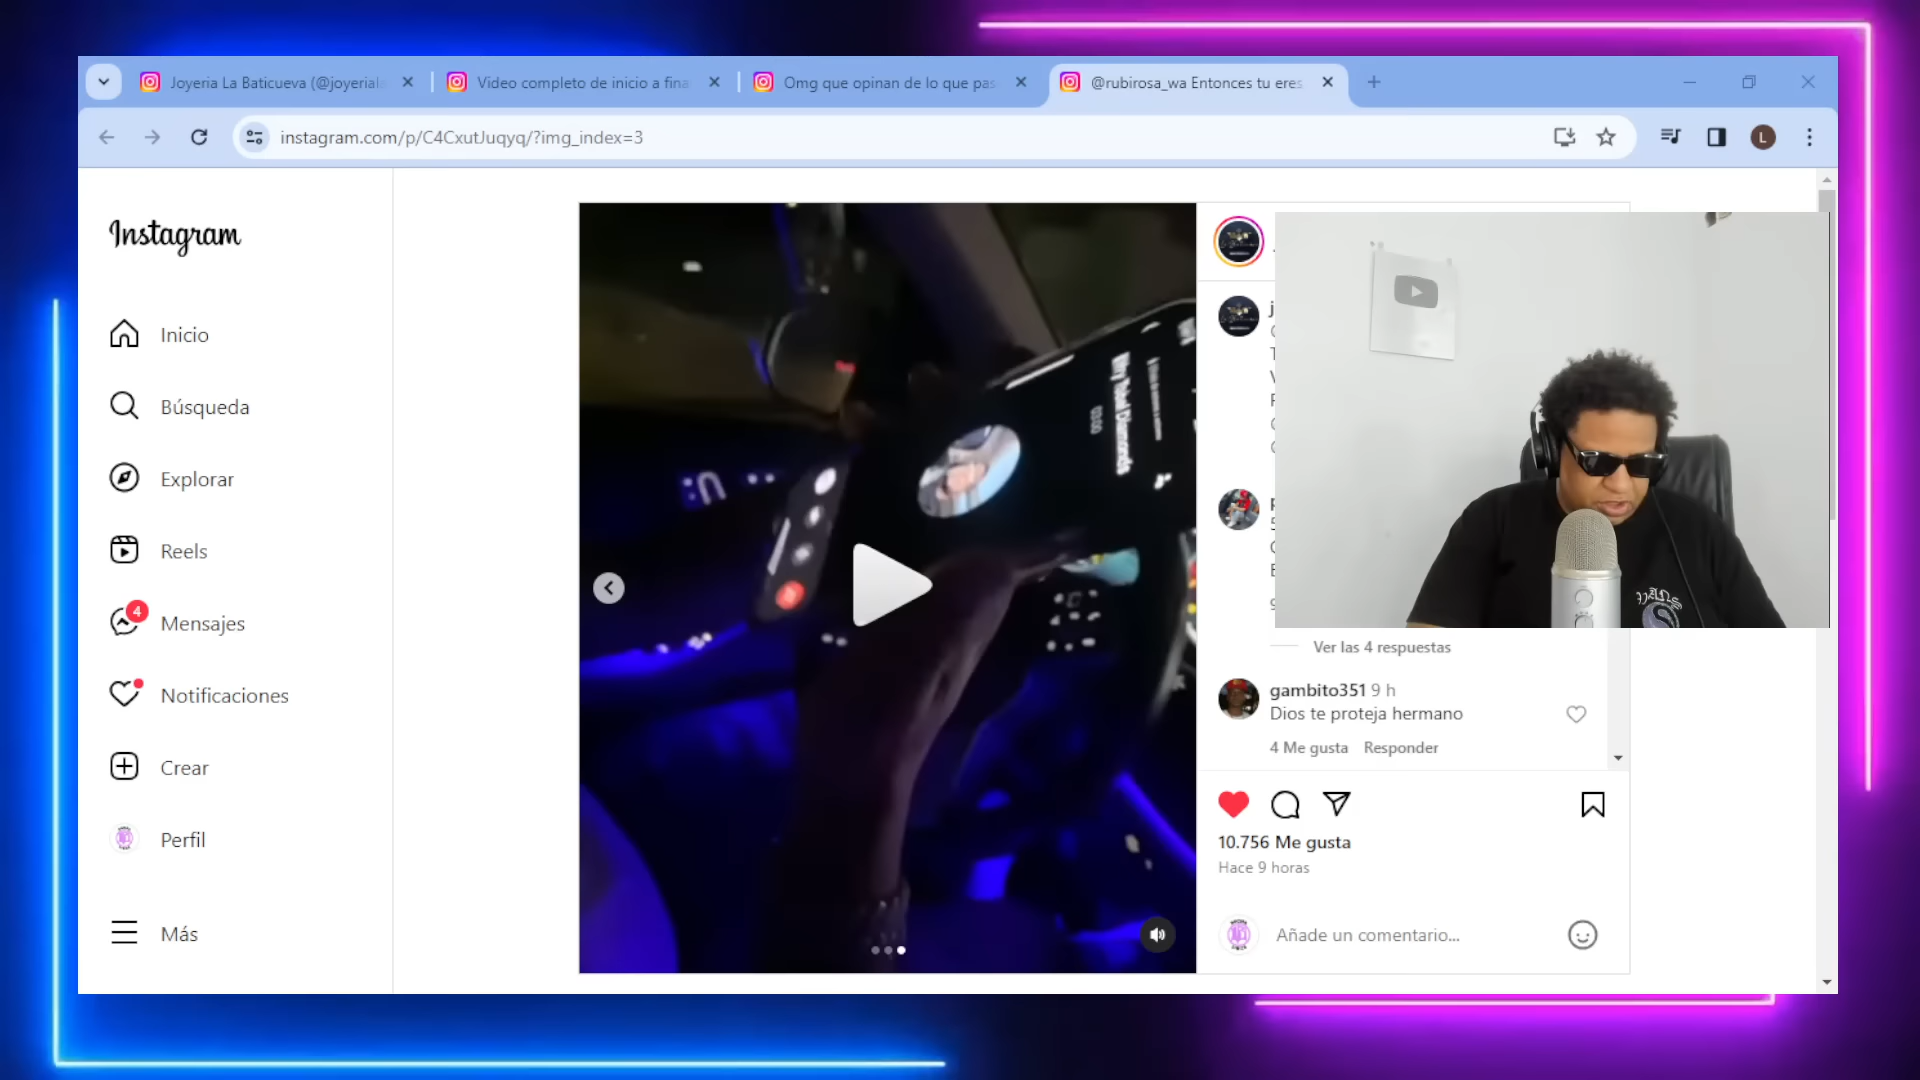 Joyeria La Baticueva (@joyeriala
Video completo de inicio a fina
Omg que opinan de lo que pas
@rubirosa_wa Entonces tu eres
instagram.com/p/C4CxutJuqyq/?img_index=3
L
Instagram
Inicio
Búsqueda
Explorar
Reels
4
Mensajes
Notificaciones
Crear
Perfil
Más
03:00
Ver las 4 respuestas
gambito351 9 h
Dios te proteja hermano
4 Me gusta Responder
10.756 Me gusta
Hace 9 horas
Añade un comentario...